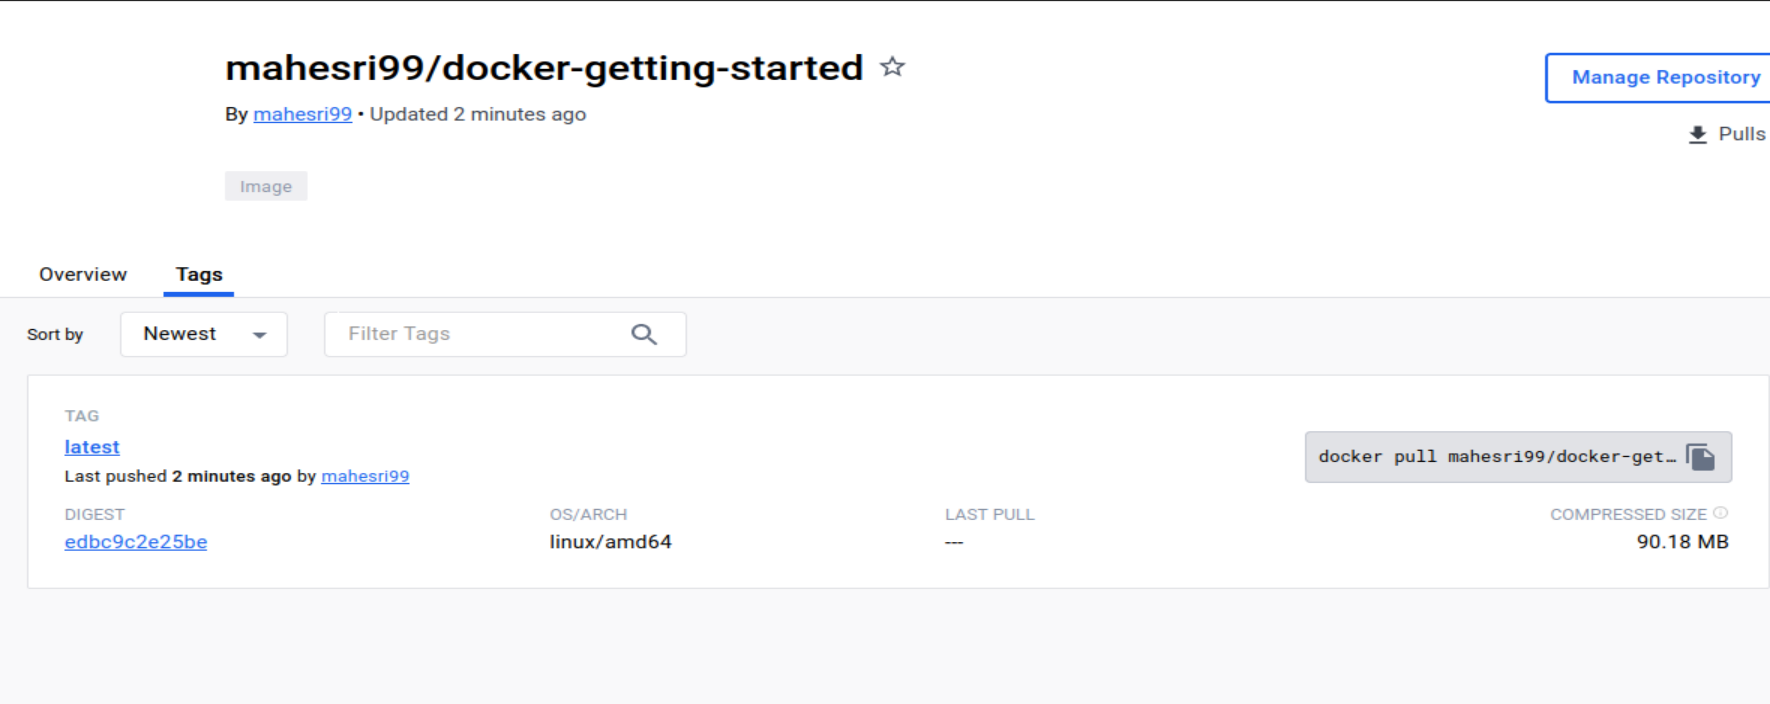 mahesri99/docker-getting-started
Manage Repository
By mahesri99 • Updated 2 minutes ago
Pulls
Image
Overview Tags
Sort by Newest Filter Tags
TAG
latest
docker pull mahesri99/docker-get…
Last pushed 2 minutes ago by mahesri99
DIGEST OS/ARCH LAST PULL COMPRESSED SIZE
edbc9c2e25be linux/amd64 --- 90.18 MB